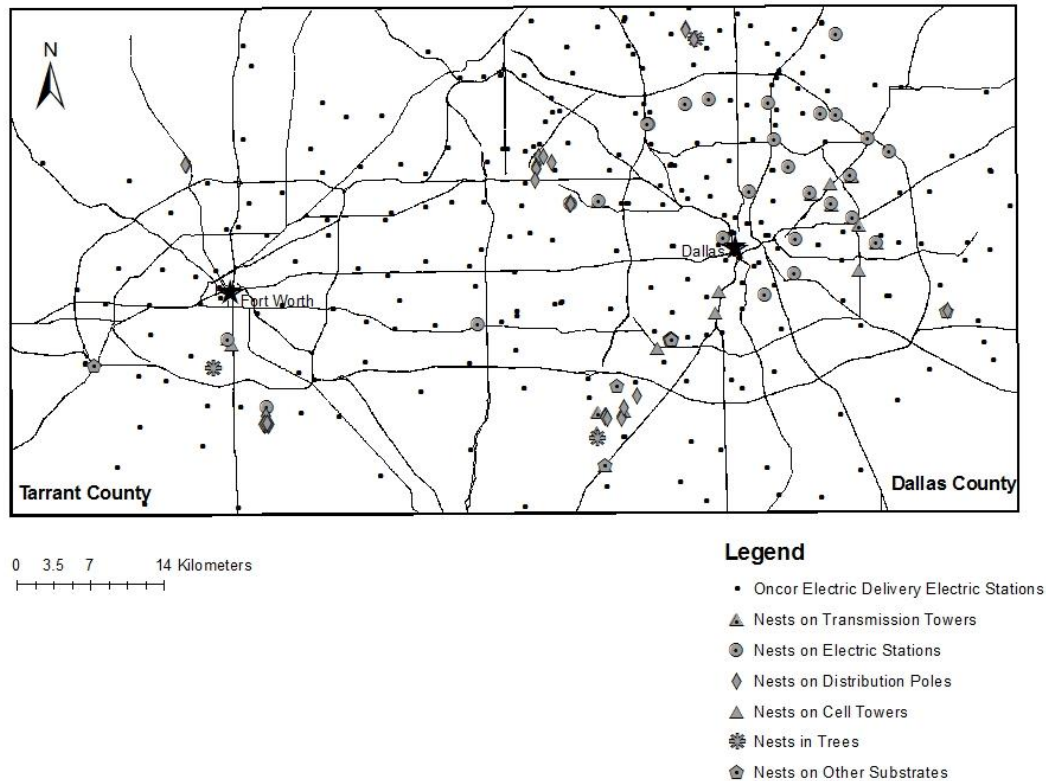 N
Dallas
Fort Worth
Tarrant County
Dallas County
0 3.5 7 14 Kilometers
Legend
Oncor Electric Delivery Electric Stations
Nests on Transmission Towers
Nests on Electric Stations
Nests on Distribution Poles
Nests on Cell Towers
Nests in Trees
Nests on Other Substrates